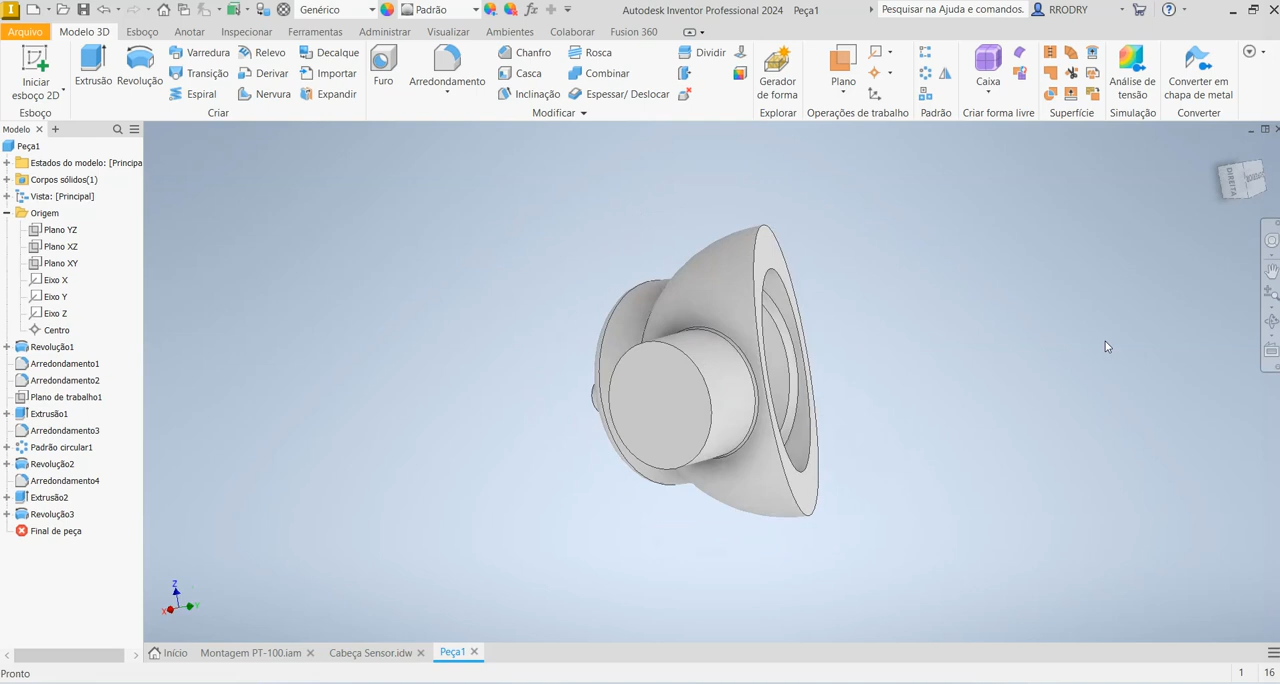 Genérico
Padrão
Autodesk Inventor Professional 2024 Peça1
Pesquisar na Ajuda e comandos.
RRODRY
Arquivo Modelo 3D Esboço Anotar Inspecionar Ferramentas Administrar Visualizar Ambientes Colaborar Fusion 360
Iniciar
esboço 2D
Esboço
Extrusão
Revolução
Varredura
Relevo
Decalque
Transição
Derivar
Importar
Espiral
Nervura
Expandir
Criar
Furo
Arredondamento
Chanfro
Rosca
Dividir
Casca
Combinar
Inclinação
Espessar/ Deslocar
Modificar
Gerador
de forma
Explorar
Plano
Operações de trabalho
Padrão
Caixa
Criar forma livre
Superfície
Análise de
tensão
Simulação
Converter em
chapa de metal
Converter
Modelo
Peça1
Estados do modelo: [Principa
Corpos sólidos(1)
Vista: [Principal]
Origem
Plano YZ
Plano XZ
Plano XY
Eixo X
Eixo Y
Eixo Z
Centro
Revolução1
Arredondamento1
Arredondamento2
Plano de trabalho1
Extrusão1
Arredondamento3
Padrão circular1
Revolução2
Arredondamento4
Extrusão2
Revolução3
Final de peça
DIREITA
Z
X
Y
Início Montagem PT-100.iam Cabeça Sensor.idw Peça1
Pronto
1 16